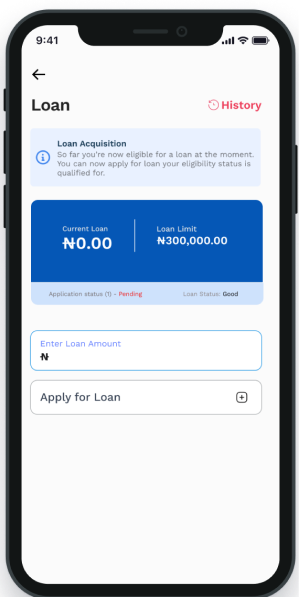 9:41
Loan
History
Loan Acquisition
So far you're now eligible for a loan at the moment.
You can now apply for loan your eligibility status is
qualified for.
Current Loan
Loan Limit
₦0.00
₦300,000.00
Application status (1) - Pending
Loan Status: Good
Enter Loan Amount
₦
Apply for Loan